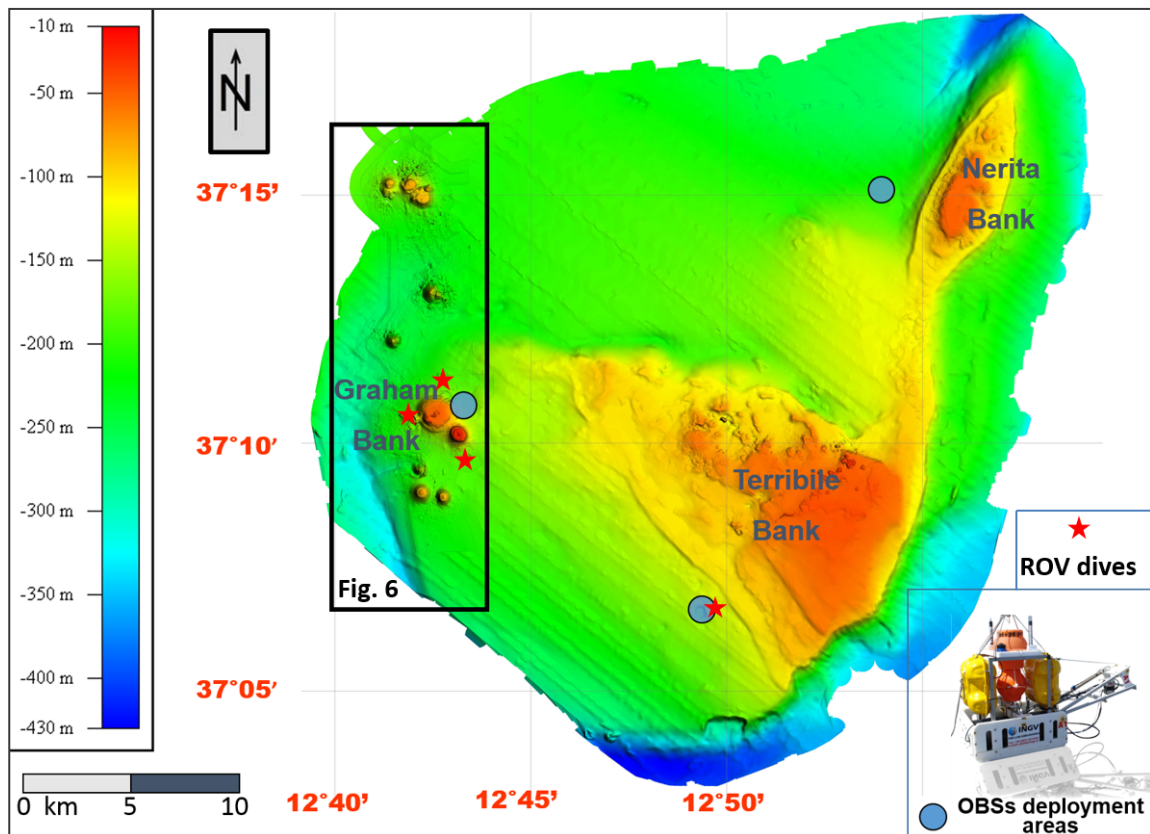 -10 m
-50 m
-100 m
-150 m
-200 m
-250 m
-300 m
-350 m
-400 m
-430 m
N
37°15'
37°10'
37°05'
12°40'
12°45'
12°50'
Nerita
Bank
Graham
Bank
Terribile
Bank
Fig. 6
ROV dives
INGV
OBSs deployment
areas
0 km 5 10